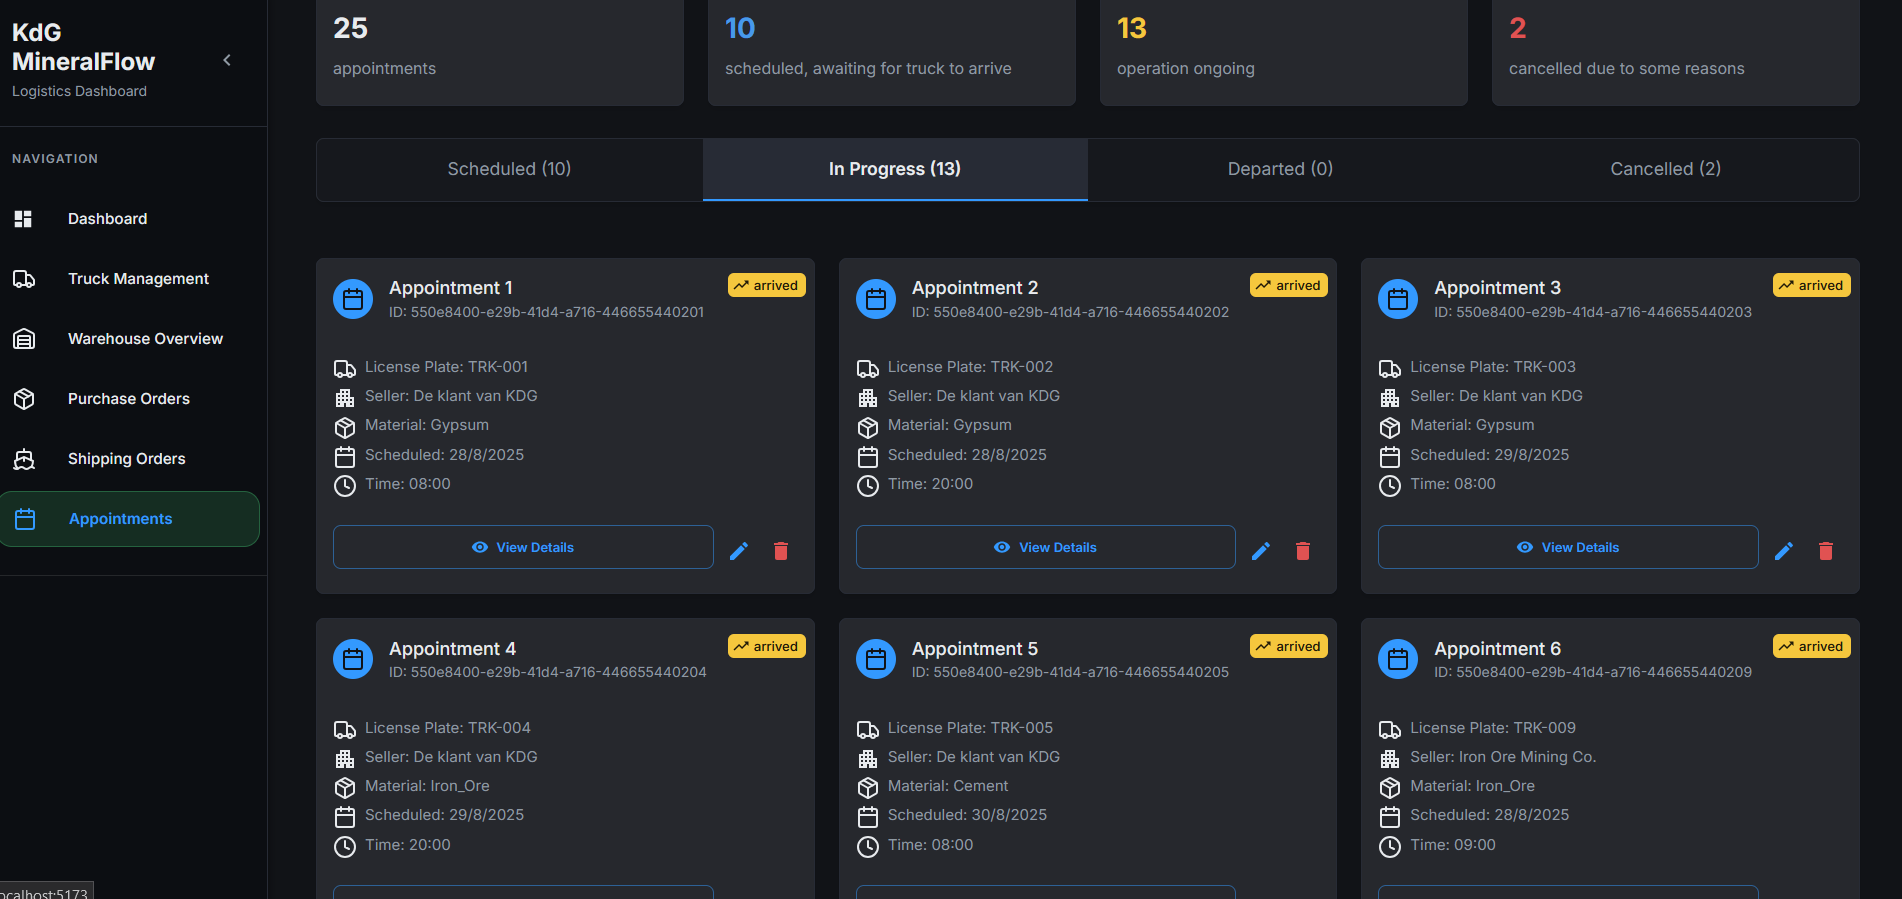 KdG
MineralFlow
Logistics Dashboard
NAVIGATION
Dashboard
Truck Management
Warehouse Overview
Purchase Orders
Shipping Orders
Appointments
ocalhost:5173
25
appointments
10
scheduled, awaiting for truck to arrive
13
operation ongoing
2
cancelled due to some reasons
Scheduled (10)
In Progress (13)
Departed (0)
Cancelled (2)
Appointment 1
arrived
ID: 550e8400-e29b-41d4-a716-446655440201
License Plate: TRK-001
Seller: De klant van KDG
Material: Gypsum
Scheduled: 28/8/2025
Time: 08:00
View Details
Appointment 2
arrived
ID: 550e8400-e29b-41d4-a716-446655440202
License Plate: TRK-002
Seller: De klant van KDG
Material: Gypsum
Scheduled: 28/8/2025
Time: 20:00
View Details
Appointment 3
arrived
ID: 550e8400-e29b-41d4-a716-446655440203
License Plate: TRK-003
Seller: De klant van KDG
Material: Gypsum
Scheduled: 29/8/2025
Time: 08:00
View Details
Appointment 4
arrived
ID: 550e8400-e29b-41d4-a716-446655440204
License Plate: TRK-004
Seller: De klant van KDG
Material: Iron_Ore
Scheduled: 29/8/2025
Time: 20:00
Appointment 5
arrived
ID: 550e8400-e29b-41d4-a716-446655440205
License Plate: TRK-005
Seller: De klant van KDG
Material: Cement
Scheduled: 30/8/2025
Time: 08:00
Appointment 6
arrived
ID: 550e8400-e29b-41d4-a716-446655440209
License Plate: TRK-009
Seller: Iron Ore Mining Co.
Material: Iron_Ore
Scheduled: 28/8/2025
Time: 09:00